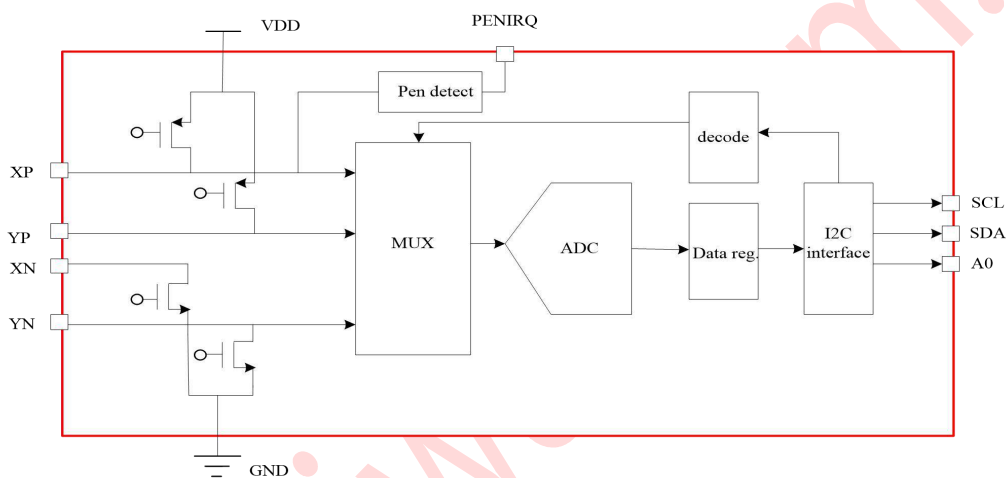 PENIRQ
VDD
Pen detect
decode
XP
SCL
YP
MUX
ADC
Data reg.
I2C
interface
SDA
XN
A0
YN
GND